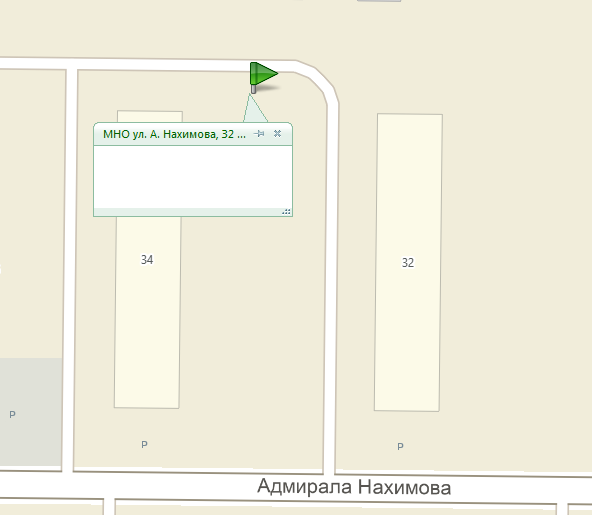 МНО ул. А. Нахимова, 32 ...
34
32
P
P
P
Адмирала Нахимова